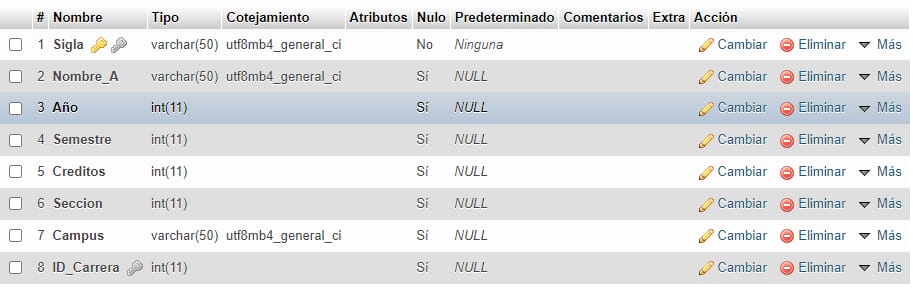 # Nombre Tipo Cotejamiento Atributos Nulo Predeterminado Comentarios Extra Acción
1 Sigla varchar(50) utf8mb4_general_ci No Ninguna Cambiar Eliminar Más
2 Nombre_A varchar(50) utf8mb4_general_ci Sí NULL Cambiar Eliminar Más
3 Año int(11) Sí NULL Cambiar Eliminar Más
4 Semestre int(11) Sí NULL Cambiar Eliminar Más
5 Creditos int(11) Sí NULL Cambiar Eliminar Más
6 Seccion int(11) Sí NULL Cambiar Eliminar Más
7 Campus varchar(50) utf8mb4_general_ci Sí NULL Cambiar Eliminar Más
8 ID_Carrera int(11) Sí NULL Cambiar Eliminar Más